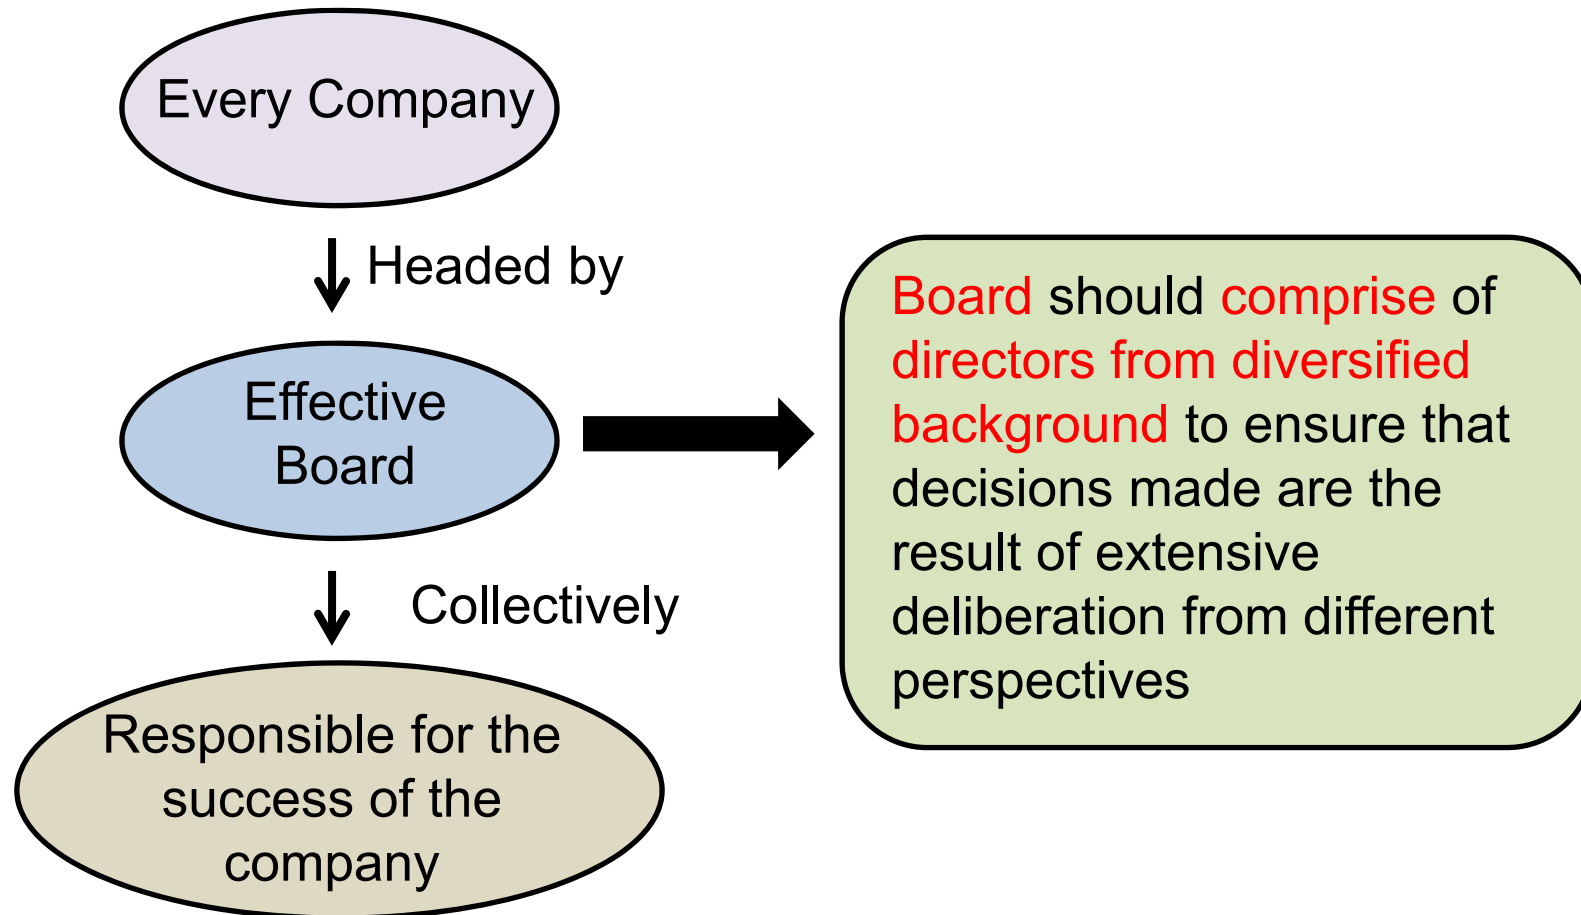 Every Company
Headed by
Effective
Board
Collectively
Responsible for the
success of the
company
Board should comprise of
directors from diversified
background to ensure that
decisions made are the
result of extensive
deliberation from different
perspectives